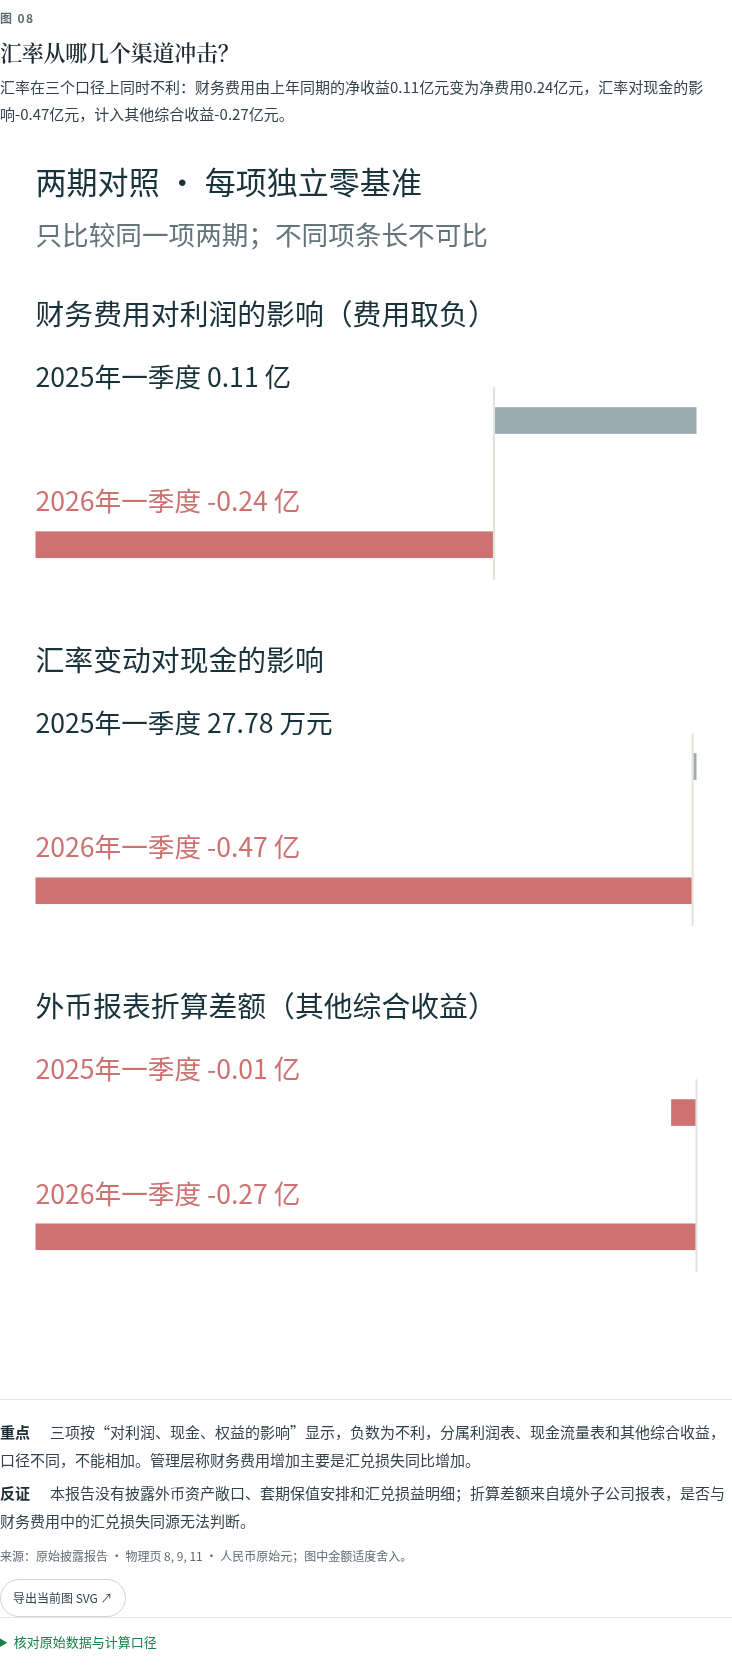 图 08
汇率从哪几个渠道冲击？
汇率在三个口径上同时不利：财务费用由上年同期的净收益0.11亿元变为净费用0.24亿元，汇率对现金的影
响-0.47亿元，计入其他综合收益-0.27亿元。
两期对照 · 每项独立零基准
只比较同一项两期；不同项条长不可比
财务费用对利润的影响（费用取负）
2025年一季度 0.11 亿
2026年一季度 -0.24 亿
汇率变动对现金的影响
2025年一季度 27.78 万元
2026年一季度 -0.47 亿
外币报表折算差额（其他综合收益）
2025年一季度 -0.01 亿
2026年一季度 -0.27 亿
重点 三项按“对利润、现金、权益的影响”显示，负数为不利，分属利润表、现金流量表和其他综合收益，
口径不同，不能相加。管理层称财务费用增加主要是汇兑损失同比增加。
反证 本报告没有披露外币资产敞口、套期保值安排和汇兑损益明细；折算差额来自境外子公司报表，是否与
财务费用中的汇兑损失同源无法判断。
来源：原始披露报告 · 物理页 8, 9, 11 · 人民币原始元；图中金额适度舍入。
导出当前图 SVG ↗
▶ 核对原始数据与计算口径